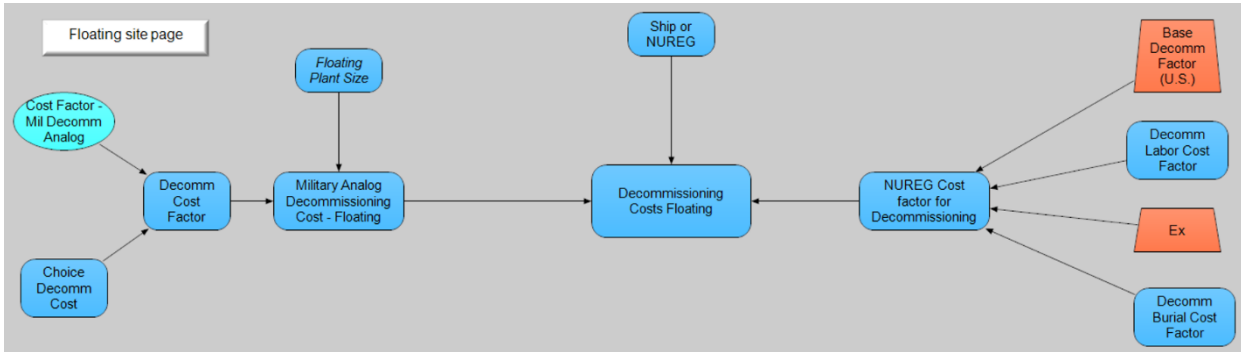 Floating site page
Ship or
NUREG
Base
Decomm
Factor
(U.S.)
Floating
Plant Size
Cost Factor -
Mil Decomm
Analog
Decomm
Labor Cost
Factor
Decomm
Cost
Factor
Military Analog
Decommissioning
Cost - Floating
Decommissioning
Costs Floating
NUREG Cost
factor for
Decommissioning
Ex
Choice
Decomm
Cost
Decomm
Burial Cost
Factor